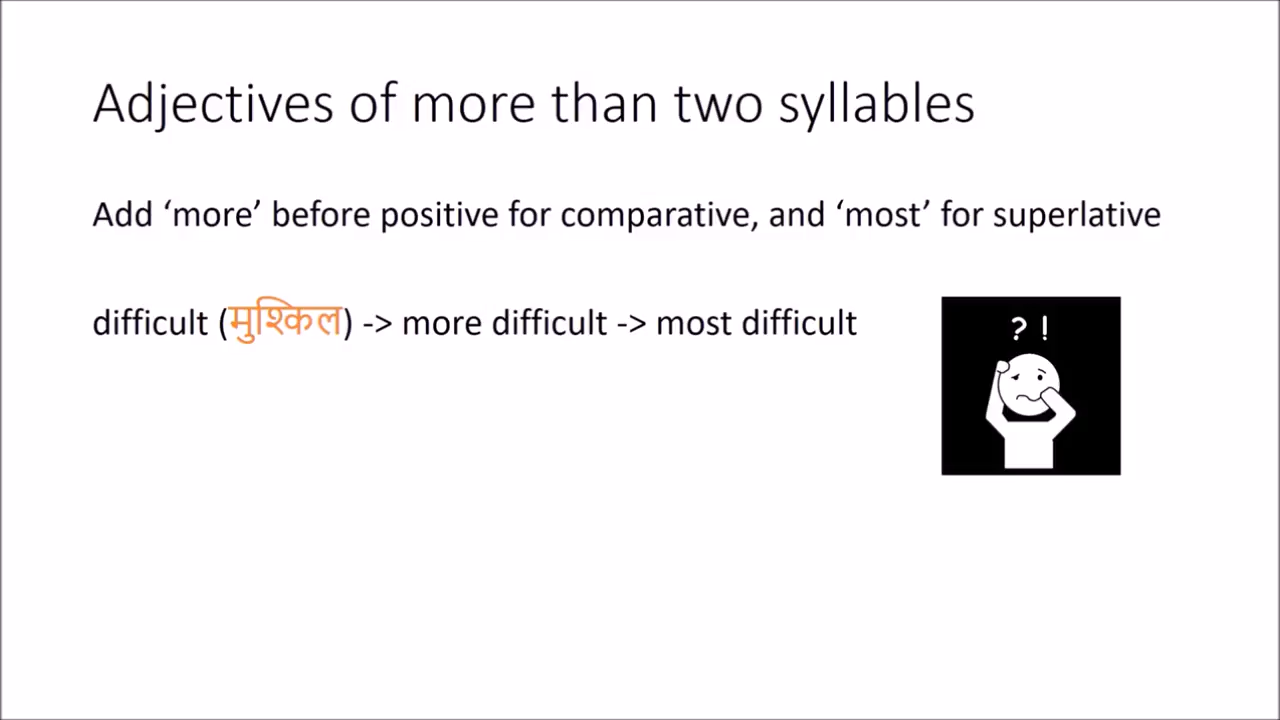 Adjectives of more than two syllables
Add ‘more’ before positive for comparative, and ‘most’ for superlative
difficult (मुश्किल) -> more difficult -> most difficult
? !